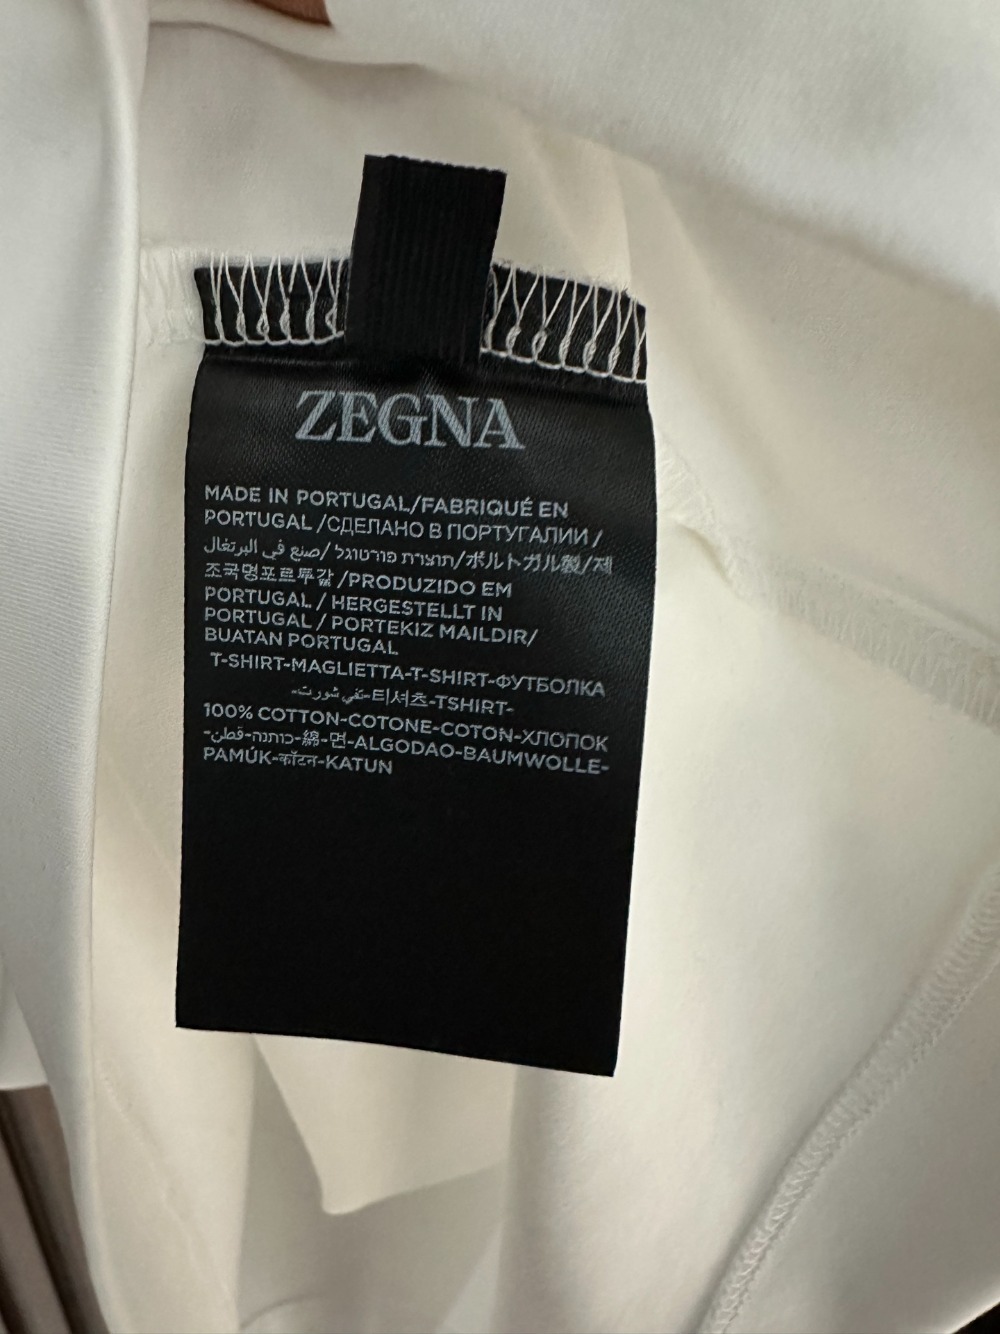 ZEGNA
MADE IN PORTUGAL/FABRIQUÉ EN
PORTUGAL /СДЕЛАНО В ПОРТУГАЛИИ /
صنع في البرتغال/ תוצרת פורטוגל/ポルトガル製/제
조국명포르투갈/PRODUZIDO EM
PORTUGAL / HERGESTELLT IN
PORTUGAL / PORTEKIZ MAILDIR/
BUATAN PORTUGAL
T-SHIRT-MAGLIETTA-T-SHIRT-ФУТБОЛКА
-تفي شورت-티셔츠-TSHIRT-
100% COTTON-COTONE-COTON-ХЛОПОК
-קطن-כותנה-綿-면-ALGODAO-BAUMWOLLE-
PAMÚK-कॉटन-KATUN